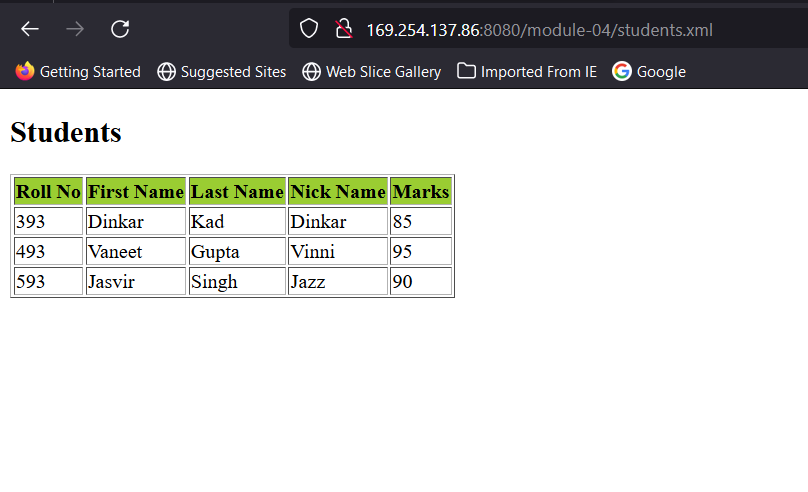 169.254.137.86:8080/module-04/students.xml
Getting Started Suggested Sites Web Slice Gallery Imported From IE Google
Students
Roll No First Name Last Name Nick Name Marks
393 Dinkar Kad Dinkar 85
493 Vaneet Gupta Vinni 95
593 Jasvir Singh Jazz 90